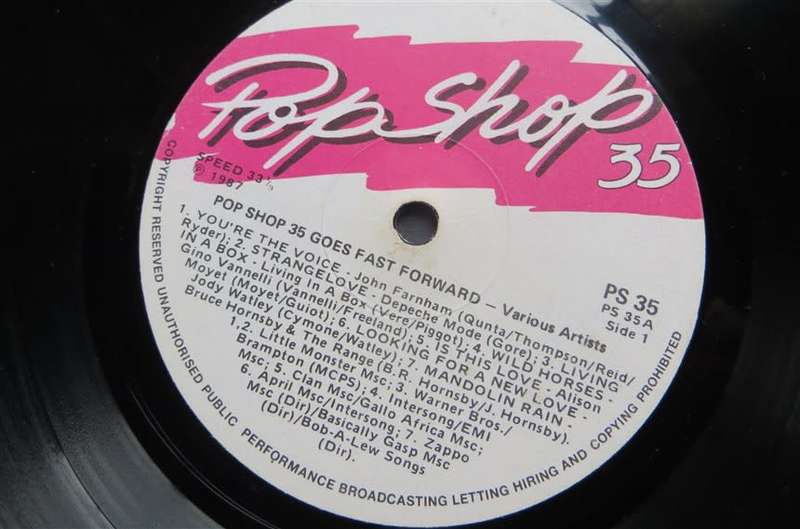 Pop Shop
35
SPEED 33⅓
℗ 1987
PS 35
PS 35A
Side 1
POP SHOP 35 GOES FAST FORWARD – Various Artists
1. YOU'RE THE VOICE - John Farnham (Qunta/Thompson/Reid/
Ryder); 2. STRANGELOVE - Depeche Mode (Gore); 3. LIVING
IN A BOX - Living In A Box (Vere/Piggot); 4. WILD HORSES -
Gino Vannelli (Vannelli/Freeland); 5. IS THIS LOVE - Alison
Moyet (Moyet/Guiot); 6. LOOKING FOR A NEW LOVE -
Jody Watley (Cymone/Watley); 7. MANDOLIN RAIN -
Bruce Hornsby & The Range (B.R. Hornsby/J. Hornsby).
1.2. Little Monster Msc; 3. Warner Bros./
Brampton (MCPS); 4. Intersong/EMI
Msc; 5. Clan Msc/Gallo Africa Msc;
6. April Msc/Intersong; 7. Zappo
Msc (Dir)/Basically Gasp Msc
(Dir)/Bob-A-Lew Songs
(Dir).
COPYRIGHT RESERVED UNAUTHORISED PUBLIC PERFORMANCE BROADCASTING LETTING HIRING AND COPYING PROHIBITED